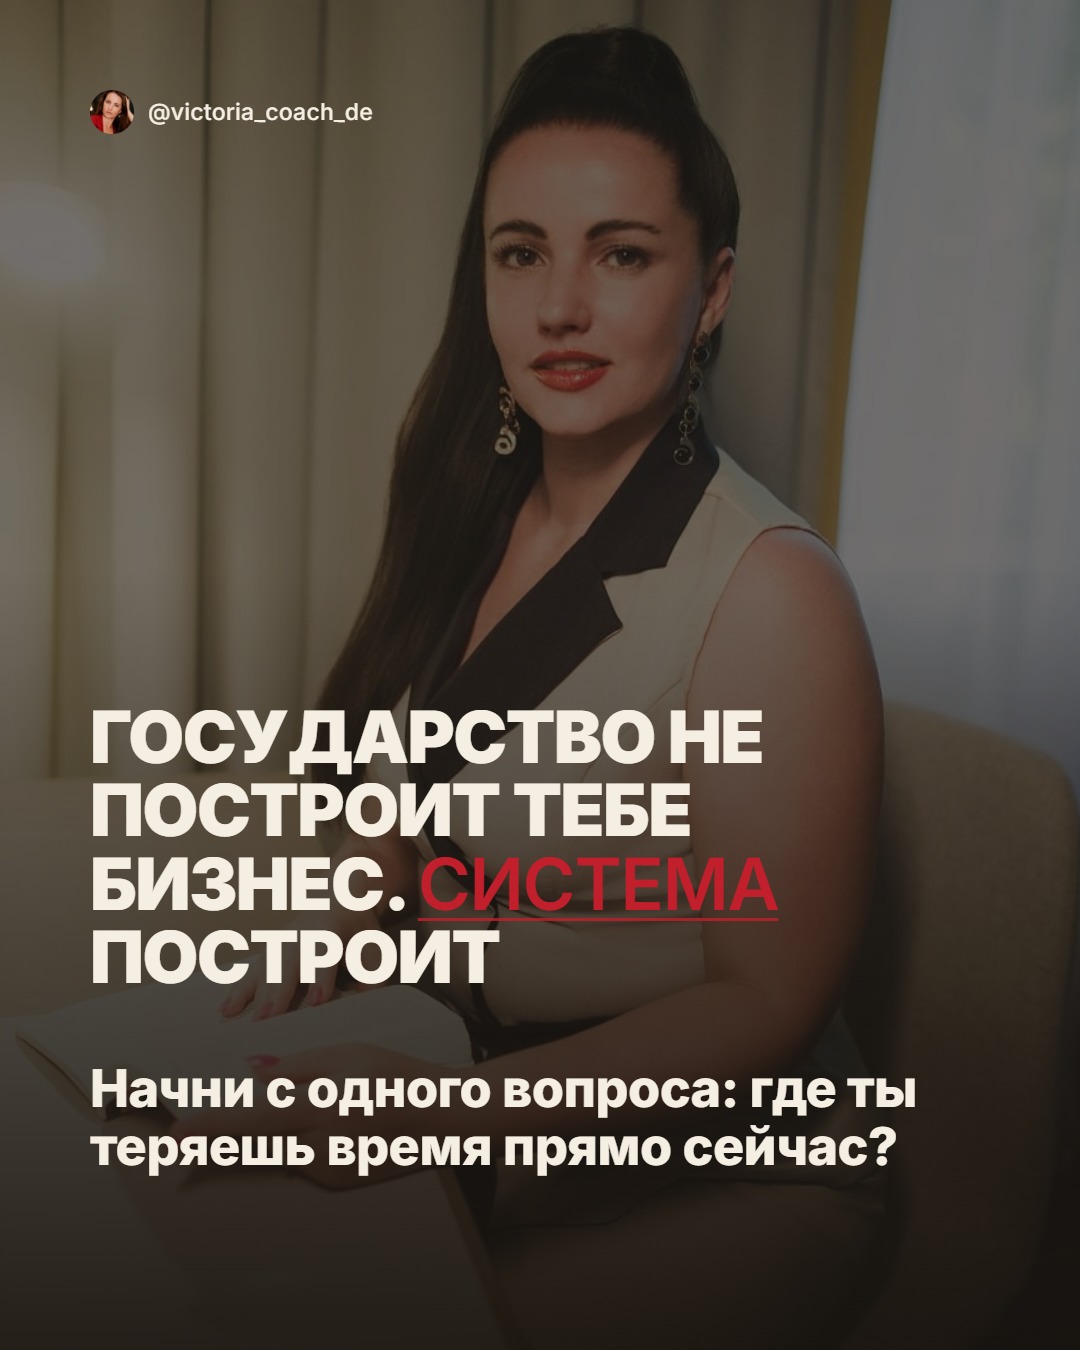 @victoria_coach_de
ГОСУДАРСТВО НЕ
ПОСТРОИТ ТЕБЕ
БИЗНЕС. СИСТЕМА
ПОСТРОИТ
Начни с одного вопроса: где ты
теряешь время прямо сейчас?